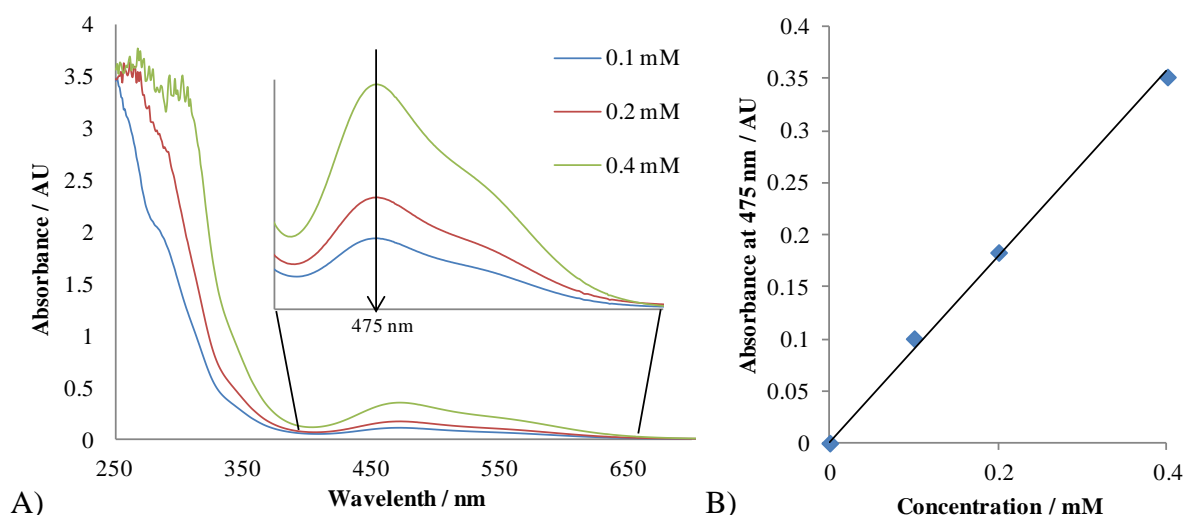 4
3.5
3
2.5
2
1.5
1
0.5
0
Absorbance / AU
250
350
450
550
650
Wavelenth / nm
0.1 mM
0.2 mM
0.4 mM
475 nm
A)
0.4
0.35
0.3
0.25
0.2
0.15
0.1
0.05
0
Absorbance at 475 nm / AU
0
0.2
0.4
Concentration / mM
B)